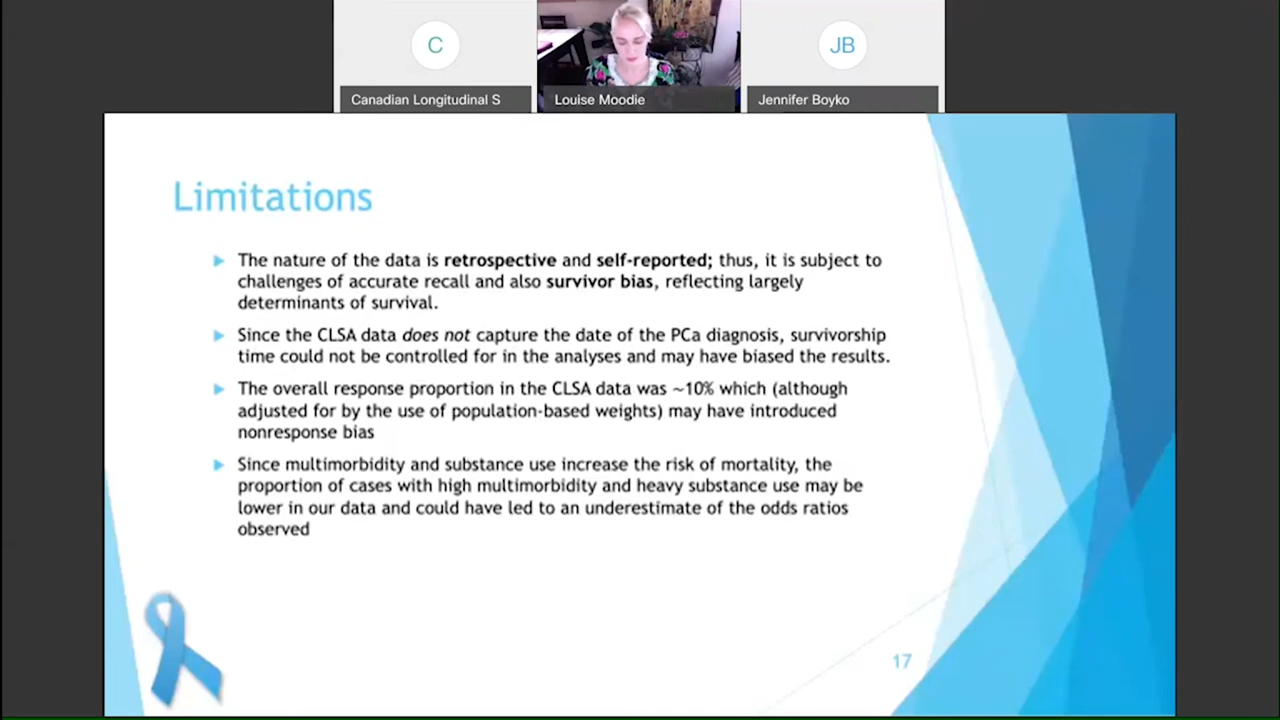 C
JB
Canadian Longitudinal S
Louise Moodie
Jennifer Boyko
Limitations
The nature of the data is retrospective and self-reported; thus, it is subject to
challenges of accurate recall and also survivor bias, reflecting largely
determinants of survival.
Since the CLSA data does not capture the date of the PCa diagnosis, survivorship
time could not be controlled for in the analyses and may have biased the results.
The overall response proportion in the CLSA data was ~10% which (although
adjusted for by the use of population-based weights) may have introduced
nonresponse bias
Since multimorbidity and substance use increase the risk of mortality, the
proportion of cases with high multimorbidity and heavy substance use may be
lower in our data and could have led to an underestimate of the odds ratios
observed
17